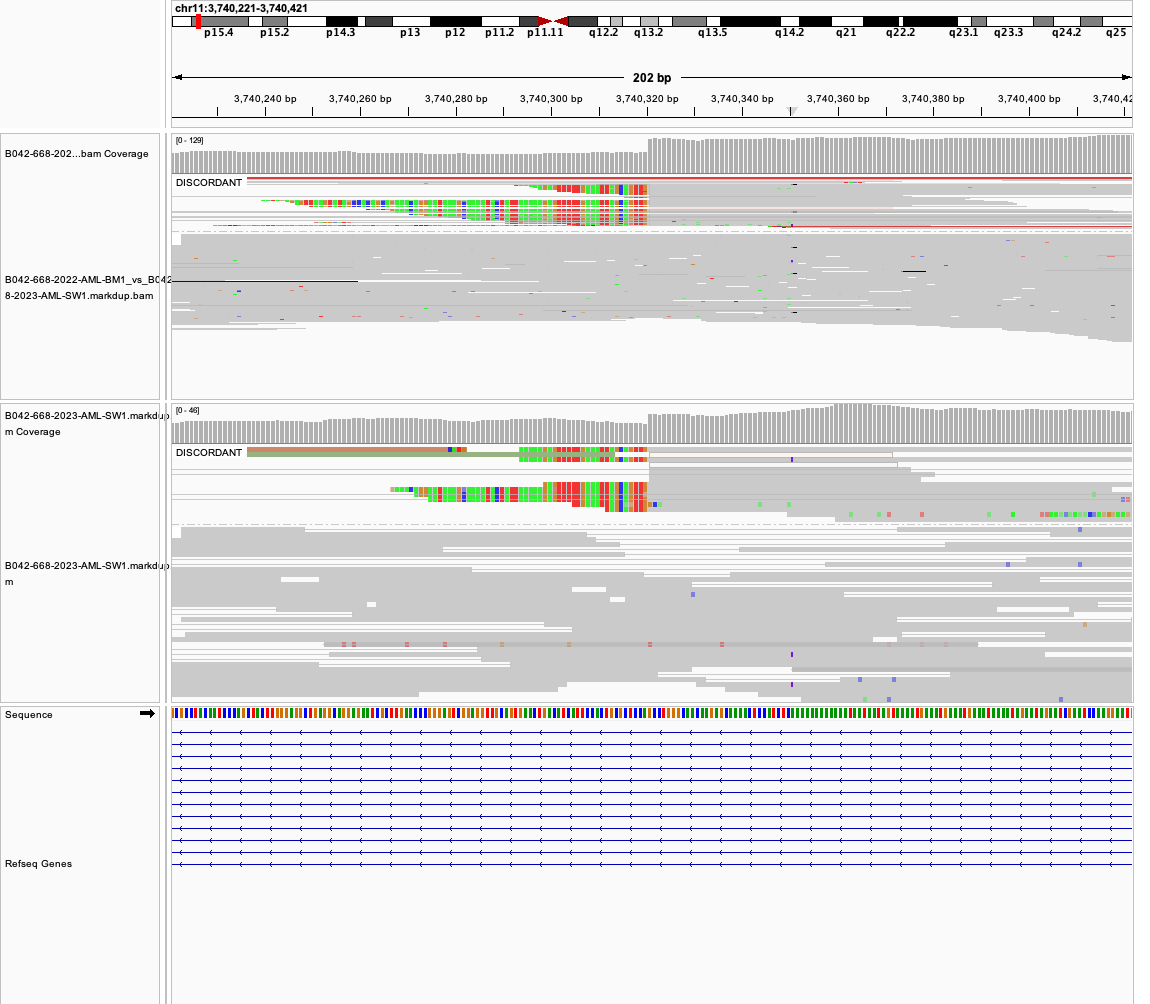 chr11:3,740,221-3,740,421
p15.4 p15.2 p14.3 p13 p12 p11.2 p11.11 q12.2 q13.2 q13.5 q14.2 q21 q22.2 q23.1 q23.3 q24.2 q25
202 bp
3,740,240 bp 3,740,260 bp 3,740,280 bp 3,740,300 bp 3,740,320 bp 3,740,340 bp 3,740,360 bp 3,740,380 bp 3,740,400 bp 3,740,42
[0 - 129]
B042-668-202...bam Coverage
DISCORDANT
B042-668-2022-AML-BM1_vs_B042
8-2023-AML-SW1.markdup.bam
[0 - 46]
B042-668-2023-AML-SW1.markdup
m Coverage
DISCORDANT
B042-668-2023-AML-SW1.markdup
m
Sequence
Refseq Genes